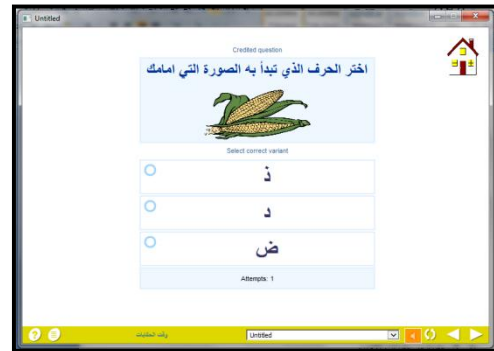 Untitled
Credited question
اختر الحرف الذي تبدأ به الصورة التي امامك
Select correct variant
ذ
د
ض
Attempts: 1
Untitled